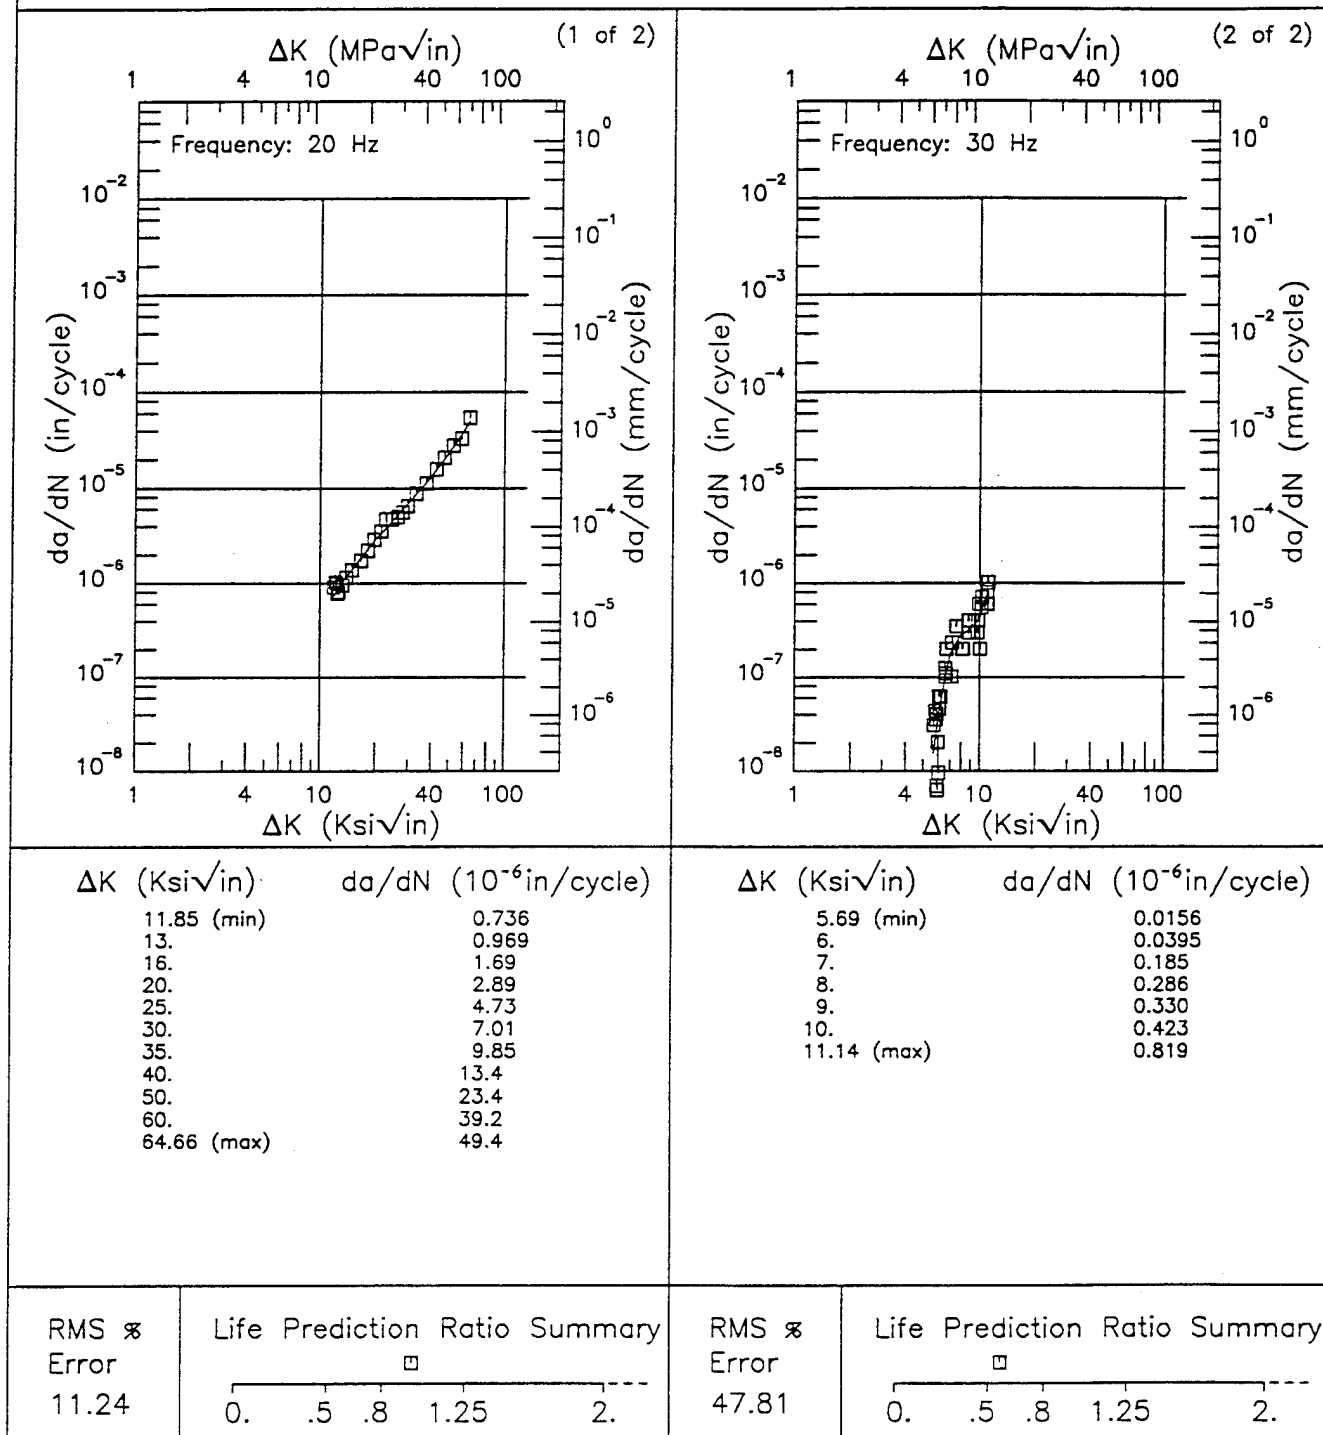 (1 of 2)
ΔK (MPa√in)
1 4 10 40 100
Frequency: 20 Hz
10⁰
10⁻²
10⁻¹
10⁻³
10⁻²
10⁻⁴
10⁻³
10⁻⁵
10⁻⁴
10⁻⁶
10⁻⁵
10⁻⁷
10⁻⁶
10⁻⁸
da/dN (in/cycle)
da/dN (mm/cycle)
1 4 10 40 100
ΔK (Ksi√in)
ΔK (Ksi√in) da/dN (10⁻⁶in/cycle)
11.85 (min) 0.736
13. 0.969
16. 1.69
20. 2.89
25. 4.73
30. 7.01
35. 9.85
40. 13.4
50. 23.4
60. 39.2
64.66 (max) 49.4
RMS %
Error
11.24
Life Prediction Ratio Summary
0. .5 .8 1.25 2.
(2 of 2)
ΔK (MPa√in)
1 4 10 40 100
Frequency: 30 Hz
10⁰
10⁻²
10⁻¹
10⁻³
10⁻²
10⁻⁴
10⁻³
10⁻⁵
10⁻⁴
10⁻⁶
10⁻⁵
10⁻⁷
10⁻⁶
10⁻⁸
da/dN (in/cycle)
da/dN (mm/cycle)
1 4 10 40 100
ΔK (Ksi√in)
ΔK (Ksi√in) da/dN (10⁻⁶in/cycle)
5.69 (min) 0.0156
6. 0.0395
7. 0.185
8. 0.286
9. 0.330
10. 0.423
11.14 (max) 0.819
RMS %
Error
47.81
Life Prediction Ratio Summary
0. .5 .8 1.25 2.